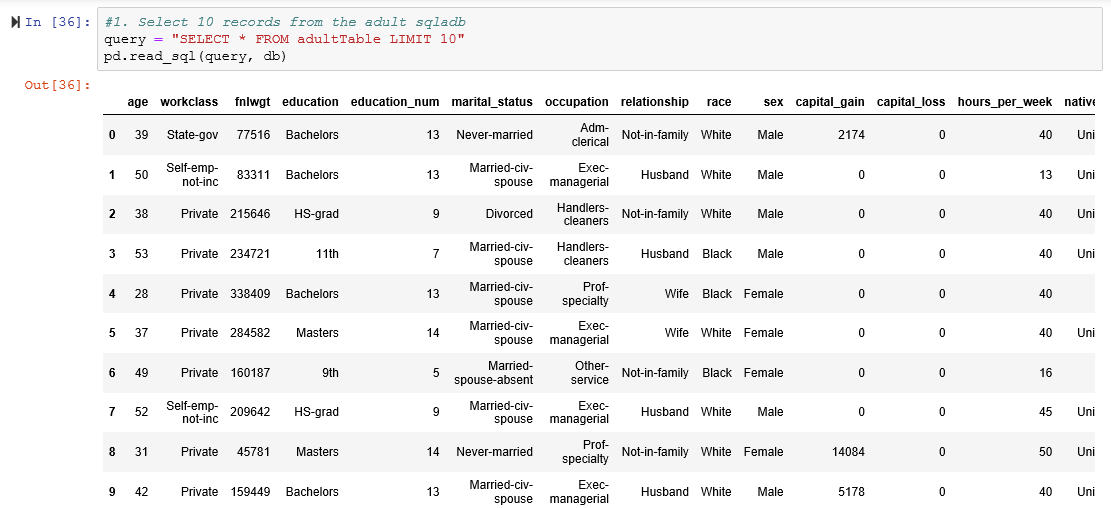 In [36]: #1. Select 10 records from the adult sqladb
query = "SELECT * FROM adultTable LIMIT 10"
pd.read_sql(query, db)
Out[36]:
age workclass fnlwgt education education_num marital_status occupation relationship race sex capital_gain capital_loss hours_per_week native
0 39 State-gov 77516 Bachelors 13 Never-married Adm-clerical Not-in-family White Male 2174 0 40 Uni
1 50 Self-emp-not-inc 83311 Bachelors 13 Married-civ-spouse Exec-managerial Husband White Male 0 0 13 Uni
2 38 Private 215646 HS-grad 9 Divorced Handlers-cleaners Not-in-family White Male 0 0 40 Uni
3 53 Private 234721 11th 7 Married-civ-spouse Handlers-cleaners Husband Black Male 0 0 40 Uni
4 28 Private 338409 Bachelors 13 Married-civ-spouse Prof-specialty Wife Black Female 0 0 40
5 37 Private 284582 Masters 14 Married-civ-spouse Exec-managerial Wife White Female 0 0 40 Uni
6 49 Private 160187 9th 5 Married-spouse-absent Other-service Not-in-family Black Female 0 0 16
7 52 Self-emp-not-inc 209642 HS-grad 9 Married-civ-spouse Exec-managerial Husband White Male 0 0 45 Uni
8 31 Private 45781 Masters 14 Never-married Prof-specialty Not-in-family White Female 14084 0 50 Uni
9 42 Private 159449 Bachelors 13 Married-civ-spouse Exec-managerial Husband White Male 5178 0 40 Uni